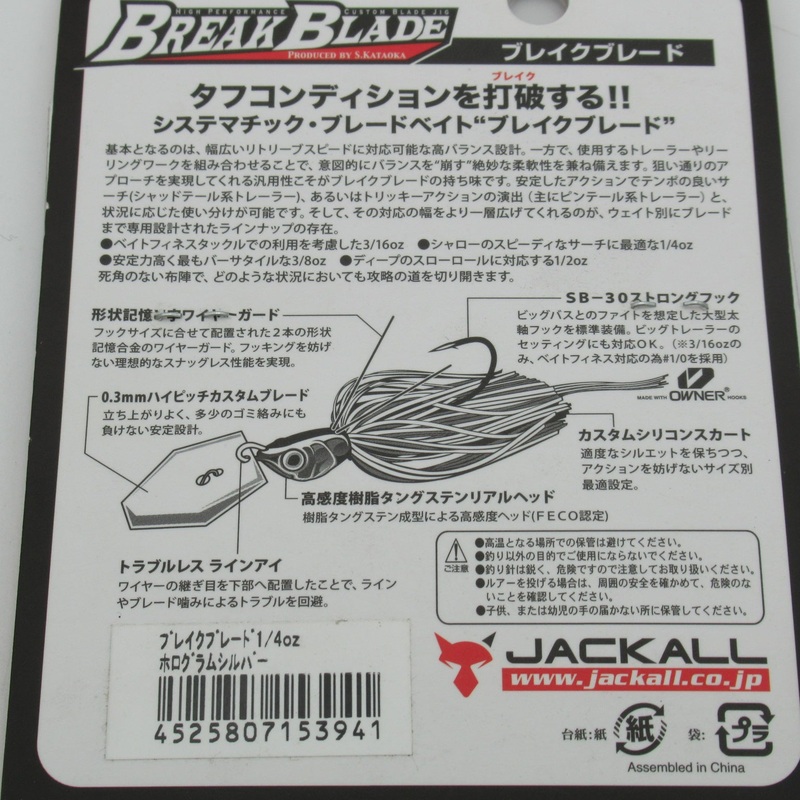 HIGH PERFORMANCE CUSTOM BLADE JIG
BREAK BLADE
PRODUCED BY S.KATAOKA
ブレイクブレード
ブレイク
タフコンディションを打破する!!
システマチック・ブレードベイト“ブレイクブレード”
基本となるのは、幅広いリトリーブスピードに対応可能な高バランス設計。一方で、使用するトレーラーやリー
リングワークを組み合わせることで、意図的にバランスを“崩す”絶妙な柔軟性を兼ね備えます。狙い通りのア
プローチを実現してくれる汎用性こそがブレイクブレードの持ち味です。安定したアクションでテンポの良いサ
ーチ(シャッドテール系トレーラー)、あるいはトリッキーアクションの演出(主にピンテール系トレーラー)と、
状況に応じた使い分けが可能です。そして、その対応の幅をより一層広げてくれるのが、ウェイト別にブレード
まで専用設計されたラインナップの存在。
●ベイトフィネスタックルでの利用を考慮した3/16oz ●シャローのスピーディなサーチに最適な1/4oz
●安定力高く最もバーサタイルな3/8oz ●ディープのスローロールに対応する1/2oz
死角のない布陣で、どのような状況においても攻略の道を切り開きます。
形状記憶合金ワイヤーガード
フックサイズに合せて配置された2本の形状
記憶合金のワイヤーガード。フッキングを妨げ
ない理想的なスナッグレス性能を実現。
SB-30ストロングフック
ビッグバスとのファイトを想定した大型太
軸フックを標準装備。ビッグトレーラーの
セッティングにも対応OK。(※3/16ozの
み、ベイトフィネス対応の為#1/0を採用)
MADE WITH OWNER® HOOKS
0.3mmハイピッチカスタムブレード
立ち上がりよく、多少のゴミ絡みにも
負けない安定設計。
カスタムシリコンスカート
適度なシルエットを保ちつつ、
アクションを妨げないサイズ別
最適設定。
高感度樹脂タングステンリアルヘッド
樹脂タングステン成型による高感度ヘッド(FECO認定)
トラブルレス ラインアイ
ワイヤーの継ぎ目を下部へ配置したことで、ライン
やブレード噛みによるトラブルを回避。
ご注意
●高温となる場所での保管は避けてください。
●釣り以外の目的でご使用にならないでください。
●釣り針は鋭く、危険ですので注意してお取り扱いください。
●ルアーを投げる場合は、周囲の安全を確かめて、危険のな
いことを確認してください。
●子供、または幼児の手の届かない所に保管してください。
ブレイクブレード1/4oz
ホログラムシルバー
4525807153941
JACKALL
www.jackall.co.jp
台紙:紙 紙 袋: プラ
Assembled in China